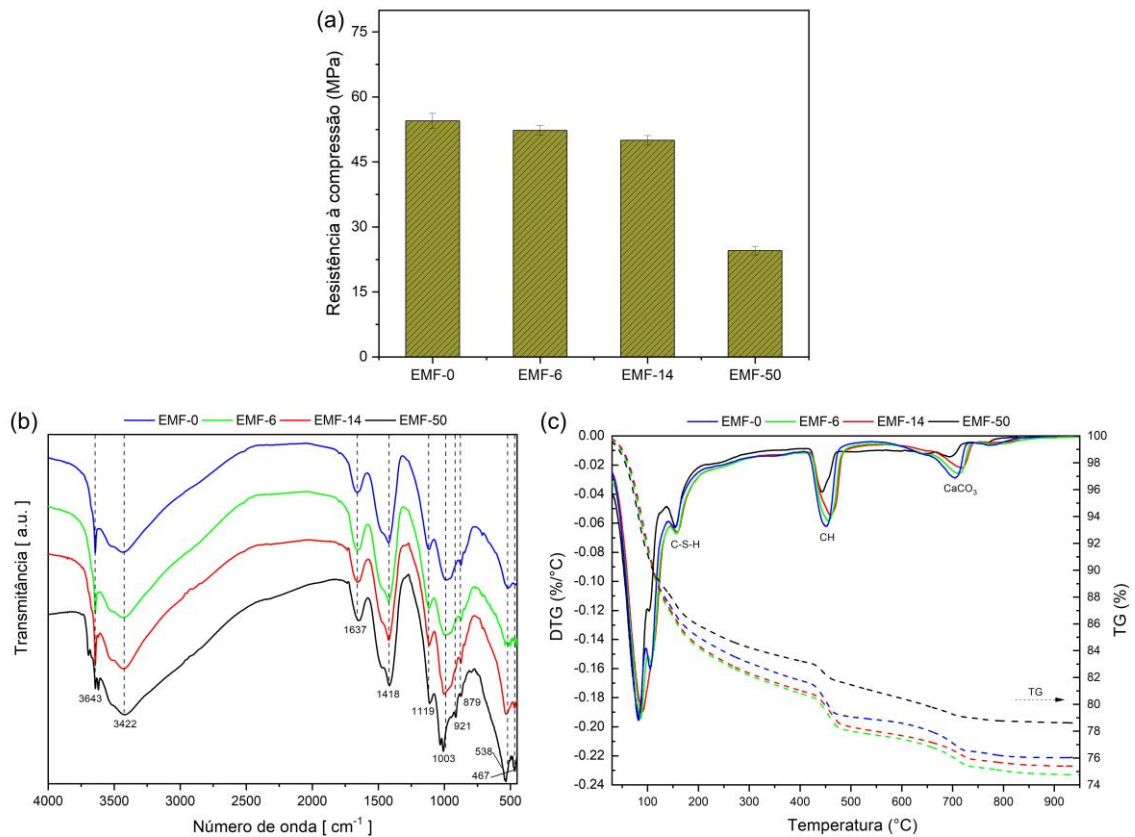 (a)
Resistência à compressão (MPa)
75
60
45
30
15
0
EMF-0 EMF-6 EMF-14 EMF-50
(b)
EMF-0 EMF-6 EMF-14 EMF-50
Transmitância [ a.u. ]
3643
3422
1637
1418
1119
1003
921
879
538
467
4000 3500 3000 2500 2000 1500 1000 500
Número de onda [ cm⁻¹ ]
(c)
EMF-0 EMF-6 EMF-14 EMF-50
DTG (%/°C)
0.00
-0.02
-0.04
-0.06
-0.08
-0.10
-0.12
-0.14
-0.16
-0.18
-0.20
-0.22
-0.24
C-S-H
CH
CaCO₃
TG
100
98
96
94
92
90
88
86
84
82
80
78
76
74
TG (%)
100 200 300 400 500 600 700 800 900
Temperatura (°C)